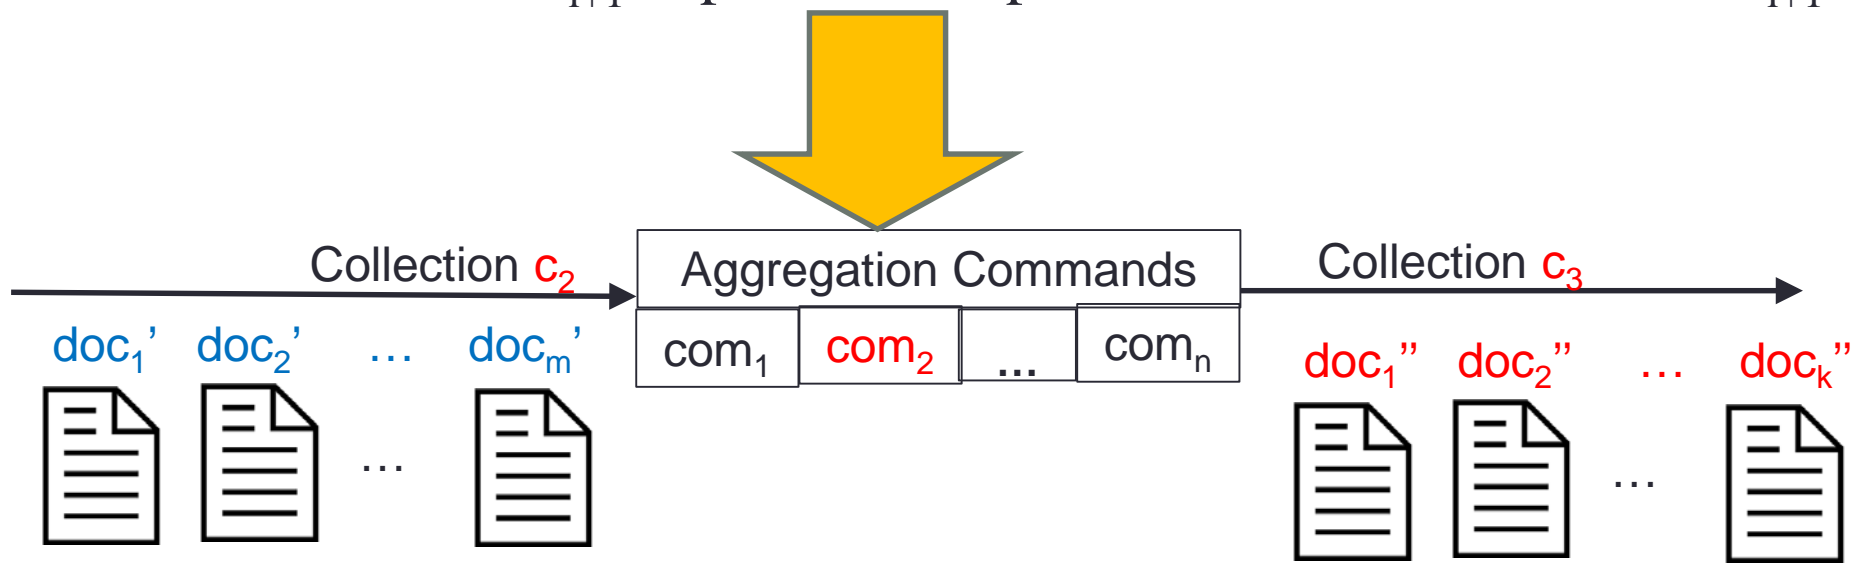 Collection c₂
Aggregation Commands
Collection c₃
doc₁’ doc₂’ … docₘ’
com₁ com₂ ... comₙ
doc₁’’ doc₂’’ … docₖ’’
…
…